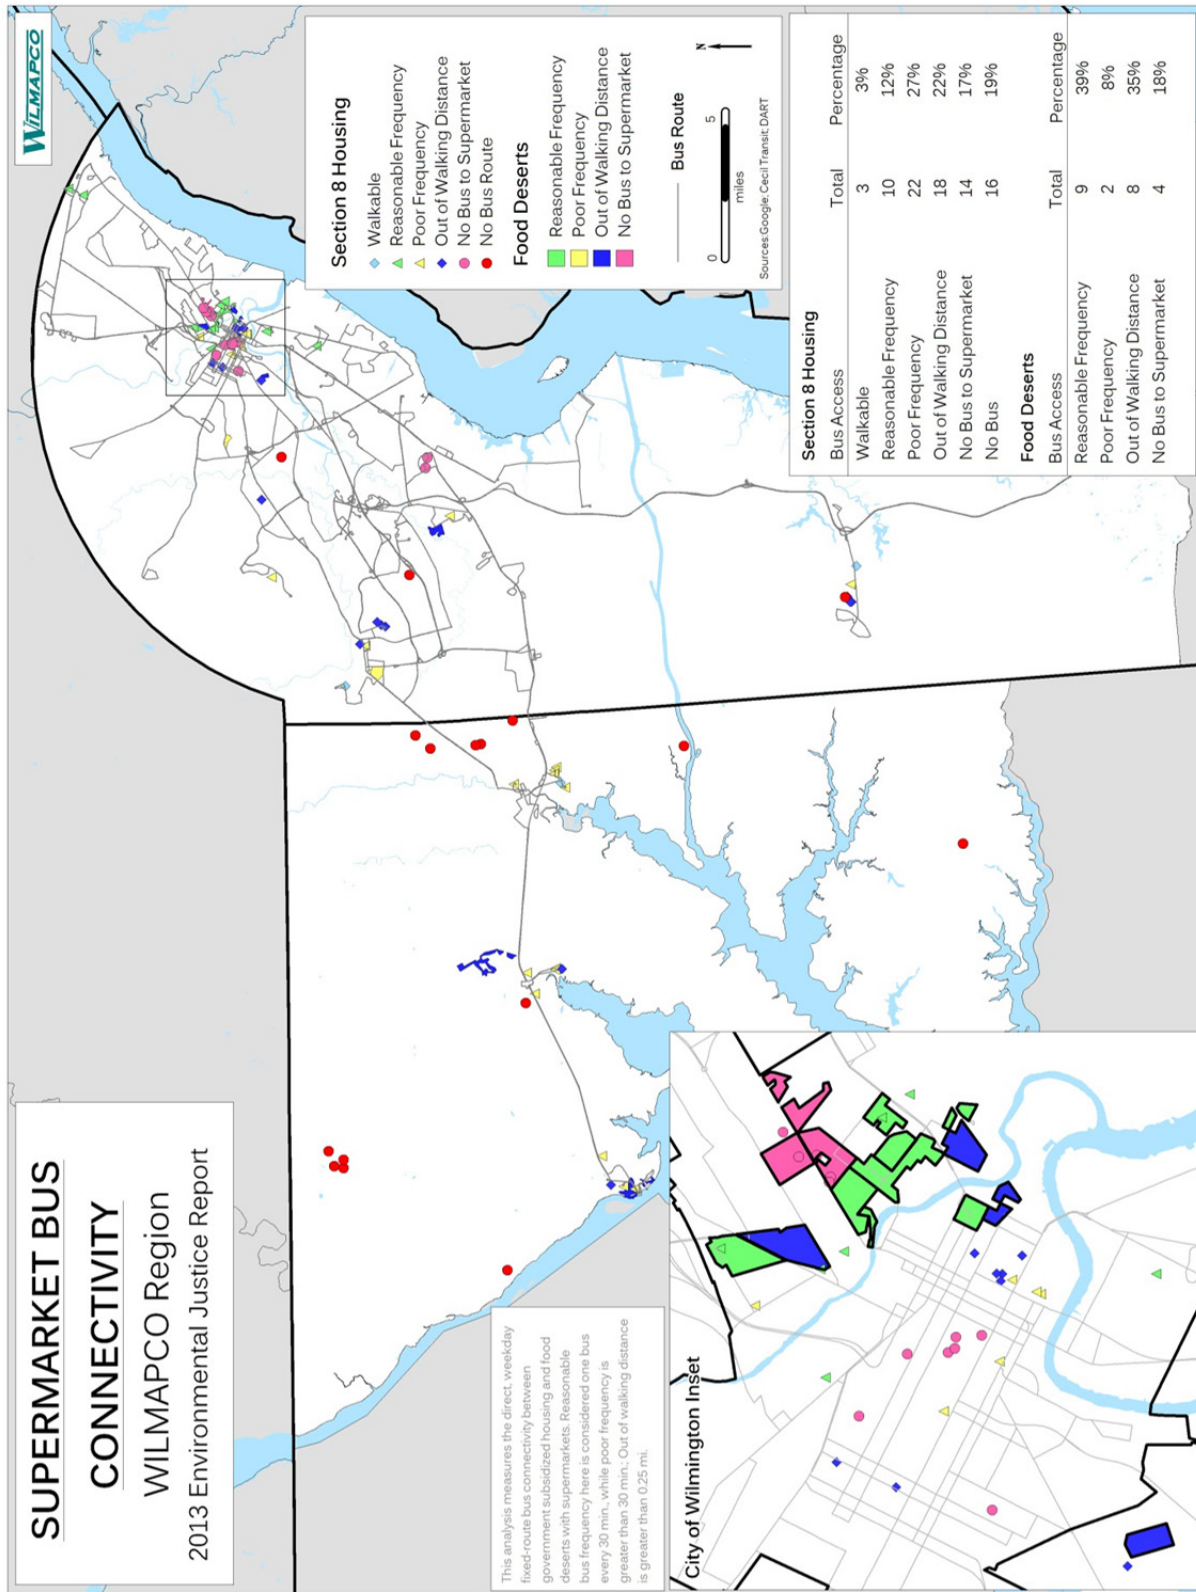 SUPERMARKET BUS
CONNECTIVITY
WILMAPCO Region
2013 Environmental Justice Report
WILMAPCO
Section 8 Housing
Walkable
Reasonable Frequency
Poor Frequency
Out of Walking Distance
No Bus to Supermarket
No Bus Route
Food Deserts
Reasonable Frequency
Poor Frequency
Out of Walking Distance
No Bus to Supermarket
Bus Route
0 5
miles
N
Sources:Google, Cecil Transit; DART
This analysis measures the direct, weekday
fixed-route bus connectivity between
government subsidized housing and food
deserts with supermarkets. Reasonable
bus frequency here is considered one bus
every 30 min., while poor frequency is
greater than 30 min.; Out of walking distance
is greater than 0.25 mi.
City of Wilmington Inset
Section 8 Housing
Bus Access Total Percentage
Walkable 3 3%
Reasonable Frequency 10 12%
Poor Frequency 22 27%
Out of Walking Distance 18 22%
No Bus to Supermarket 14 17%
No Bus 16 19%
Food Deserts
Bus Access Total Percentage
Reasonable Frequency 9 39%
Poor Frequency 2 8%
Out of Walking Distance 8 35%
No Bus to Supermarket 4 18%